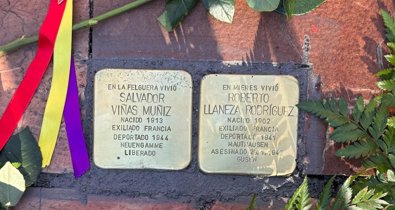 EN LA FELGUERA VIVIÓ
SALVADOR
VIÑAS MUÑIZ
NACIDO 1913
EXILIADO FRANCIA
DEPORTADO 1944
NEUENGAMME
LIBERADO
EN MIERES VIVIÓ
ROBERTO
LLANEZA RODRÍGUEZ
NACIDO 1902
EXILIADO FRANCIA
DEPORTADO 1941
MAUTHAUSEN
ASESINADO
GUSEN